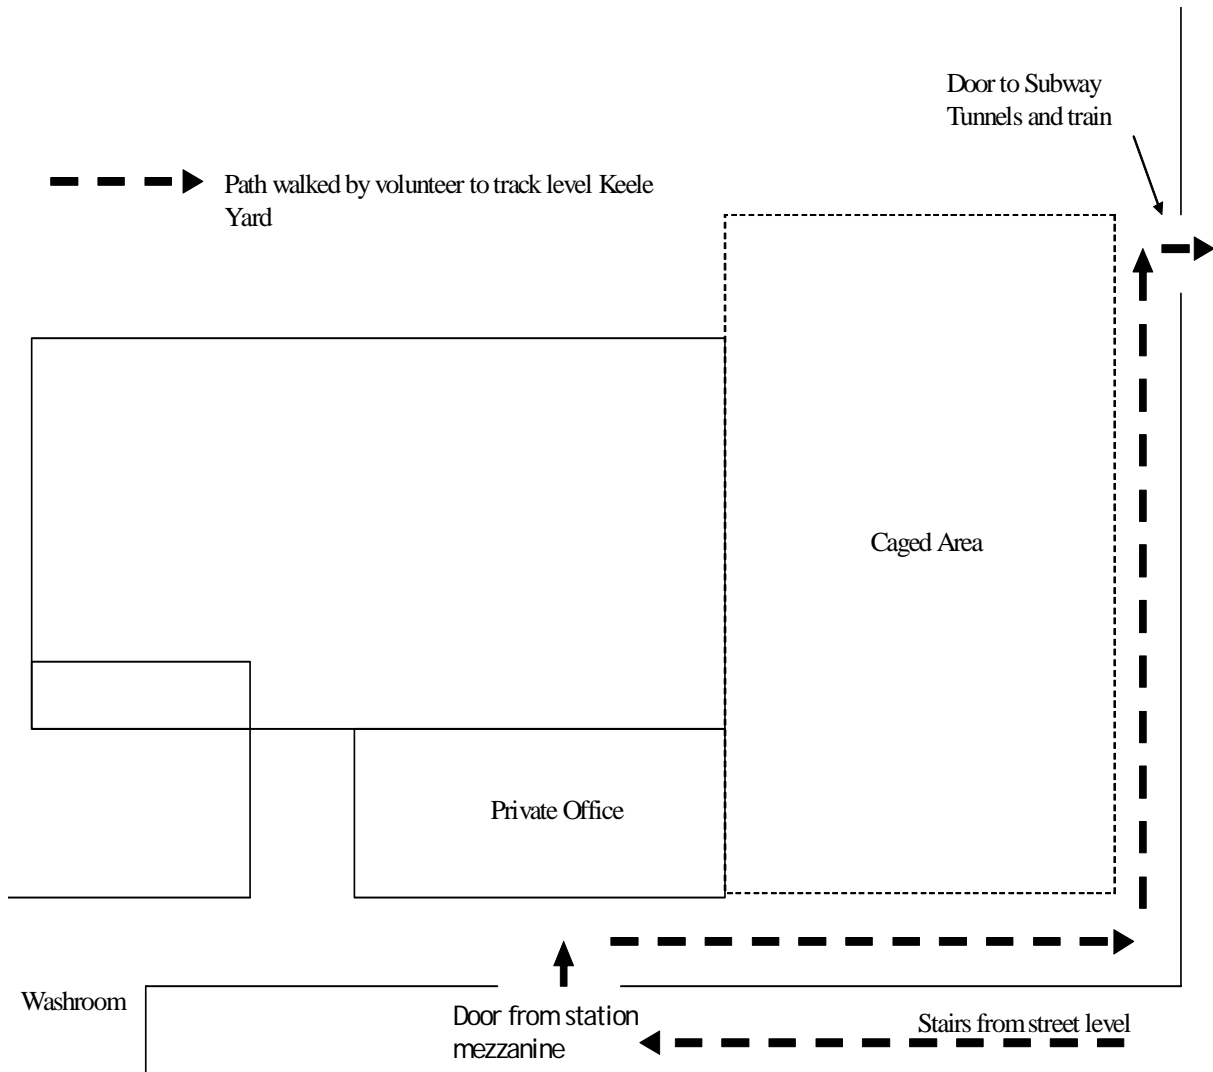 Door to Subway
Tunnels and train
Path walked by volunteer to track level Keele
Yard
Caged Area
Private Office
Washroom
Door from station
mezzanine
Stairs from street level